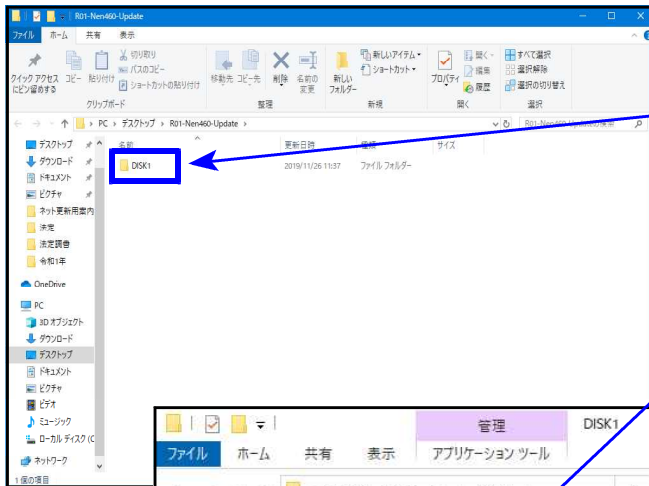 R01-Nen460-Update
ファイル ホーム 共有 表示
クイック アクセスにピン留めする
コピー
貼り付け
切り取り
パスのコピー
ショートカットの貼り付け
移動先
コピー先
削除
名前の変更
新しいフォルダー
新しいアイテム
ショートカット
プロパティ
開く
編集
履歴
すべて選択
選択解除
選択の切り替え
クリップボード 整理 新規 開く 選択
PC > デスクトップ > R01-Nen460-Update >
名前 更新日時 サイズ
DISK1 2019/11/26 11:37 ファイル フォルダー
デスクトップ
ダウンロード
ドキュメント
ピクチャ
ネット更新用案内
法定
法定調書
令和1年
OneDrive
PC
3D オブジェクト
ダウンロード
デスクトップ
ドキュメント
ピクチャ
ビデオ
ミュージック
ローカル ディスク (C
ネットワーク
1 個の項目
管理 DISK1
ファイル ホーム 共有 表示 アプリケーション ツール